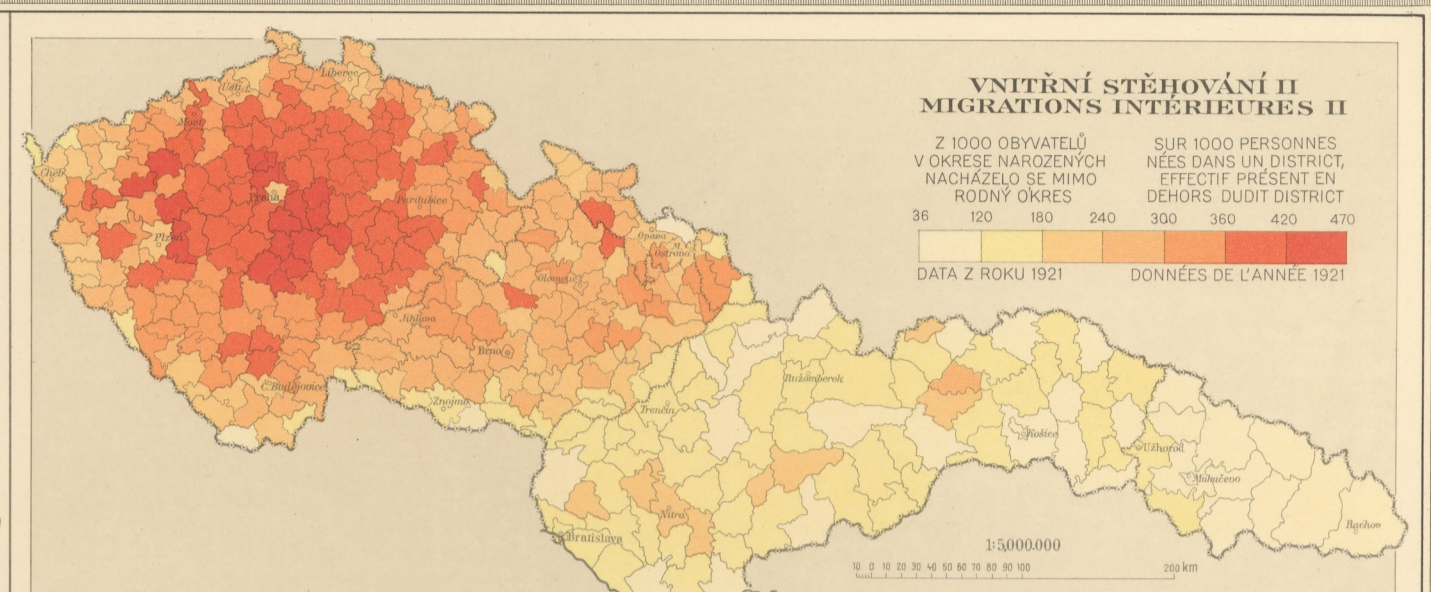 VNITŘNÍ STĚHOVÁNÍ II
MIGRATIONS INTÉRIEURES II
Z 1000 OBYVATELŮ
V OKRESE NAROZENÝCH
NACHÁZELO SE MIMO
RODNÝ OKRES
SUR 1000 PERSONNES
NÉES DANS UN DISTRICT,
EFFECTIF PRÉSENT EN
DEHORS DUDIT DISTRICT
36 120 180 240 300 360 420 470
DATA Z ROKU 1921
DONNÉES DE L'ANNÉE 1921
Liberec
Ústí
Most
Cheb
Praha
Pardubice
Plzeň
Opava
M.
Ostrava
Olomouc
Jihlava
Brno
Č. Budějovice
Znojmo
Ružomberok
Trenčín
Košice
Užhorod
Mukačevo
Nitra
Bratislava
Rachov
1:5,000.000
10 0 10 20 30 40 50 60 70 80 90 100 200 km